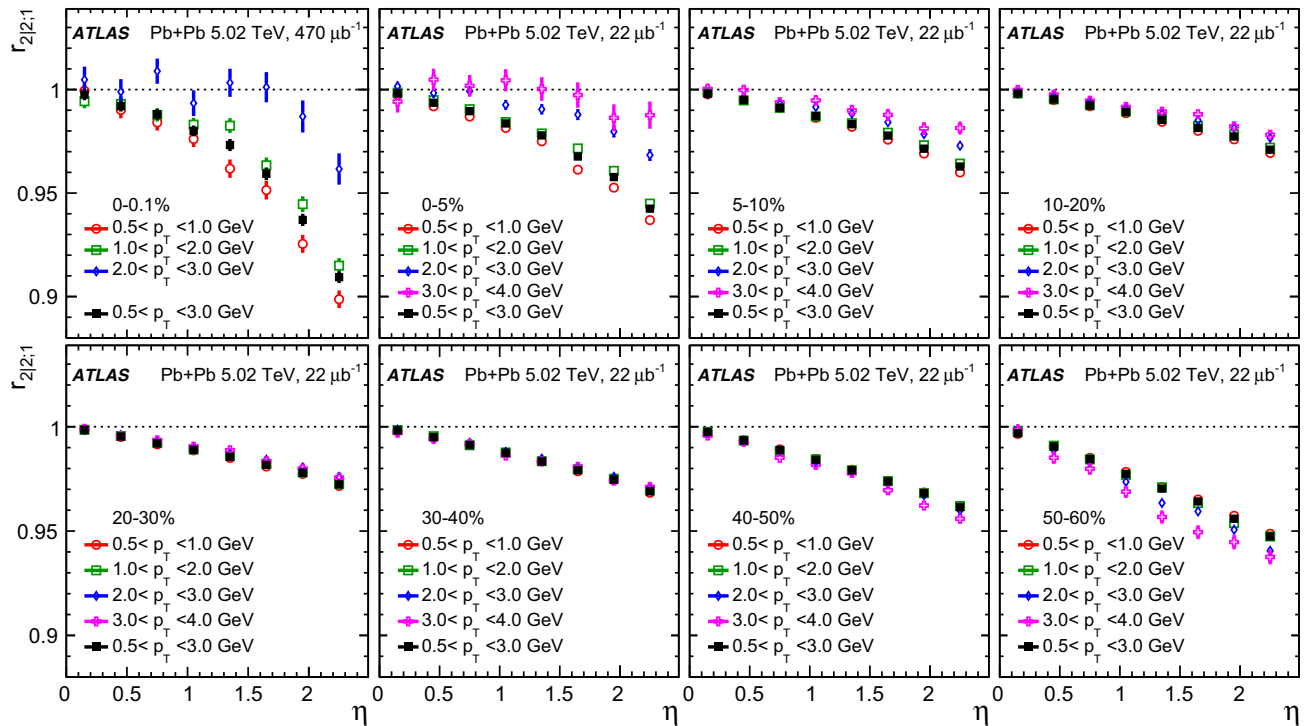 r2|2;1
ATLAS Pb+Pb 5.02 TeV, 470 μb-1
1
0.95
0.9
0-0.1%
0.5< pT <1.0 GeV
1.0< pT <2.0 GeV
2.0< pT <3.0 GeV
0.5< pT <3.0 GeV
ATLAS Pb+Pb 5.02 TeV, 22 μb-1
0-5%
0.5< pT <1.0 GeV
1.0< pT <2.0 GeV
2.0< pT <3.0 GeV
3.0< pT <4.0 GeV
0.5< pT <3.0 GeV
ATLAS Pb+Pb 5.02 TeV, 22 μb-1
5-10%
0.5< pT <1.0 GeV
1.0< pT <2.0 GeV
2.0< pT <3.0 GeV
3.0< pT <4.0 GeV
0.5< pT <3.0 GeV
ATLAS Pb+Pb 5.02 TeV, 22 μb-1
10-20%
0.5< pT <1.0 GeV
1.0< pT <2.0 GeV
2.0< pT <3.0 GeV
3.0< pT <4.0 GeV
0.5< pT <3.0 GeV
r2|2;1
ATLAS Pb+Pb 5.02 TeV, 22 μb-1
1
0.95
0.9
20-30%
0.5< pT <1.0 GeV
1.0< pT <2.0 GeV
2.0< pT <3.0 GeV
3.0< pT <4.0 GeV
0.5< pT <3.0 GeV
0 0.5 1 1.5 2
η
ATLAS Pb+Pb 5.02 TeV, 22 μb-1
30-40%
0.5< pT <1.0 GeV
1.0< pT <2.0 GeV
2.0< pT <3.0 GeV
3.0< pT <4.0 GeV
0.5< pT <3.0 GeV
0 0.5 1 1.5 2
η
ATLAS Pb+Pb 5.02 TeV, 22 μb-1
40-50%
0.5< pT <1.0 GeV
1.0< pT <2.0 GeV
2.0< pT <3.0 GeV
3.0< pT <4.0 GeV
0.5< pT <3.0 GeV
0 0.5 1 1.5 2
η
ATLAS Pb+Pb 5.02 TeV, 22 μb-1
50-60%
0.5< pT <1.0 GeV
1.0< pT <2.0 GeV
2.0< pT <3.0 GeV
3.0< pT <4.0 GeV
0.5< pT <3.0 GeV
0 0.5 1 1.5 2
η